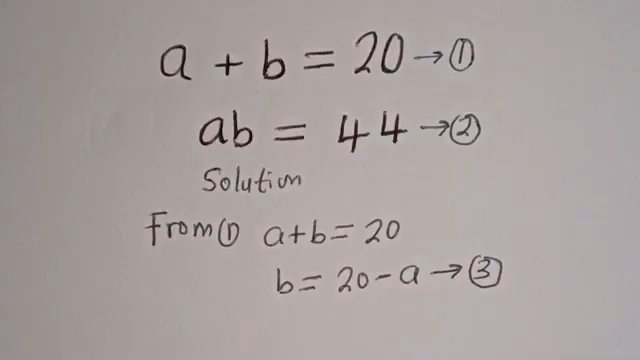 a + b = 20 → ①
ab = 44 → ②
Solution
From ① a+b = 20
b = 20 - a → ③